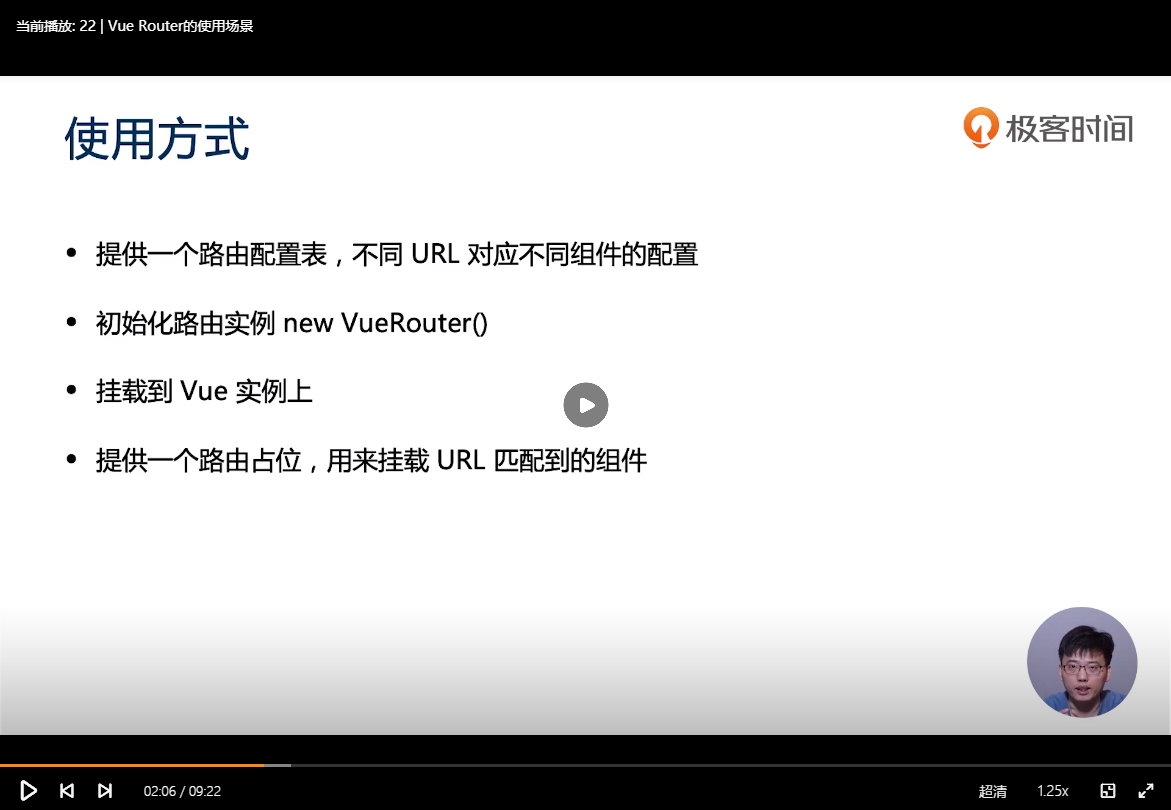 当前播放: 22 | Vue Router的使用场景
使用方式
极客时间
• 提供一个路由配置表，不同 URL 对应不同组件的配置
• 初始化路由实例 new VueRouter()
• 挂载到 Vue 实例上
• 提供一个路由占位，用来挂载 URL 匹配到的组件
02:06 / 09:22
超清
1.25x